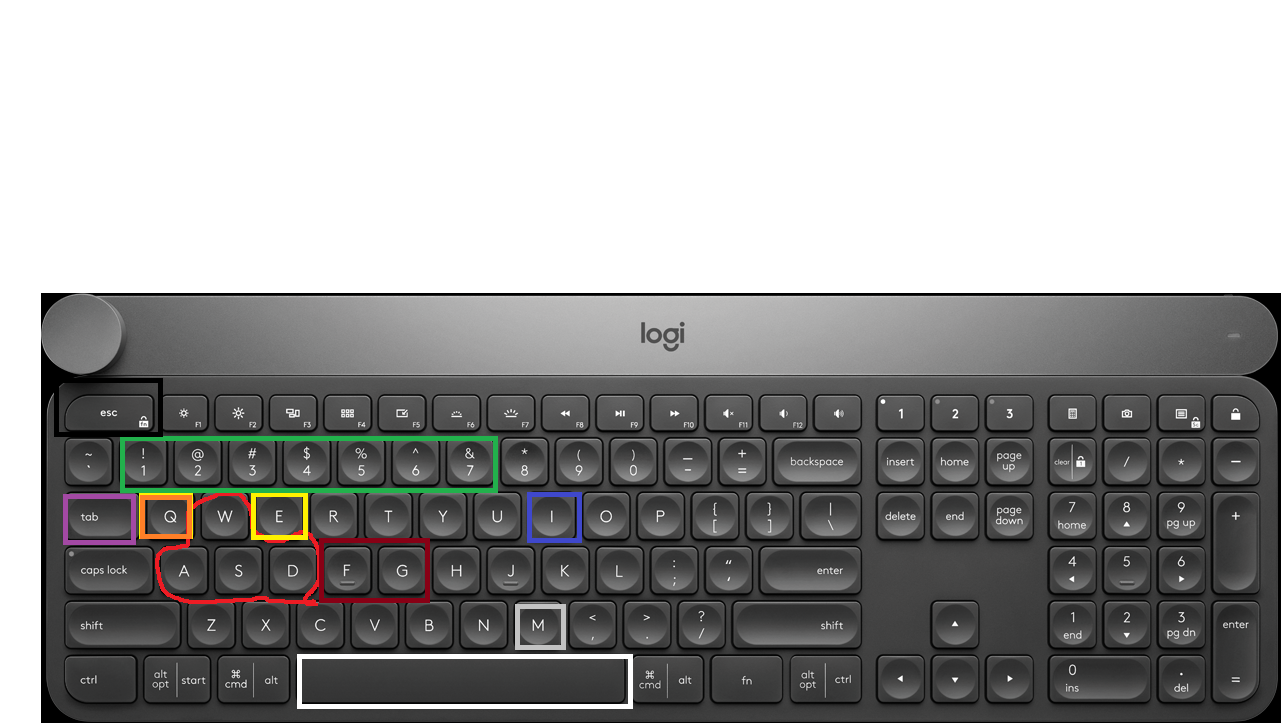 logi
esc Fn F1 F2 F3 F4 F5 F6 F7 F8 F9 F10 F11 F12 1 2 3
~ ` ! 1 @ 2 # 3 $ 4 % 5 ^ 6 & 7 * 8 ( 9 ) 0 — - + = backspace insert home page up clear 1 / * −
tab Q W E R T Y U I O P { [ } ] | \ delete end page down 7 home 8 9 pg up +
caps lock A S D F G H J K L : ; “ ‘ enter 4 5 6
shift Z X C V B N M < , > . ? / shift 1 end 2 3 pg dn enter
ctrl alt opt start ⌘ cmd alt ⌘ cmd alt fn alt opt ctrl 0 ins . del =